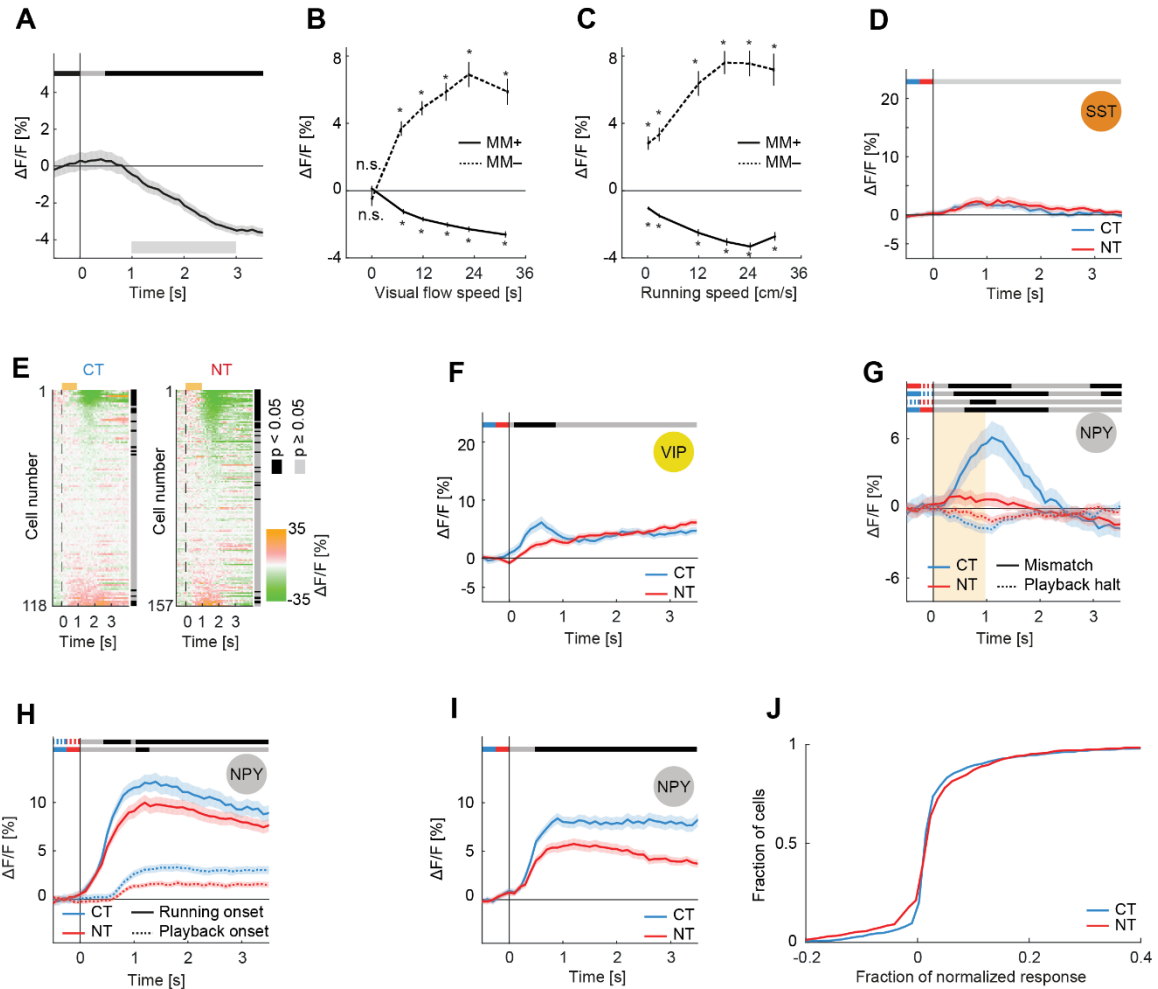 A
ΔF/F [%]
4
2
0
-2
-4
0
1
2
3
Time [s]
B
ΔF/F [%]
8
4
0
-4
*
*
*
*
*
n.s.
n.s.
MM+
MM−
*
*
*
*
*
0
12
24
36
Visual flow speed [s]
C
ΔF/F [%]
8
4
0
-4
*
*
*
*
*
*
MM+
MM−
*
*
*
*
*
*
0
12
24
36
Running speed [cm/s]
D
SST
ΔF/F [%]
20
10
0
-5
CT
NT
0
1
2
3
Time [s]
E
CT
NT
1
1
Cell number
Cell number
118
157
0 1 2 3
0 1 2 3
Time [s]
Time [s]
p < 0.05
p ≥ 0.05
35
-35
ΔF/F [%]
F
VIP
ΔF/F [%]
20
10
0
-5
CT
NT
0
1
2
3
Time [s]
G
NPY
ΔF/F [%]
6
0
-6
CT
NT
Mismatch
Playback halt
0
1
2
3
Time [s]
H
NPY
ΔF/F [%]
10
5
0
CT
NT
Running onset
Playback onset
0
1
2
3
Time [s]
I
NPY
ΔF/F [%]
10
5
0
CT
NT
0
1
2
3
Time [s]
J
Fraction of cells
1
0.5
0
CT
NT
-0.2
0
0.2
0.4
Fraction of normalized response